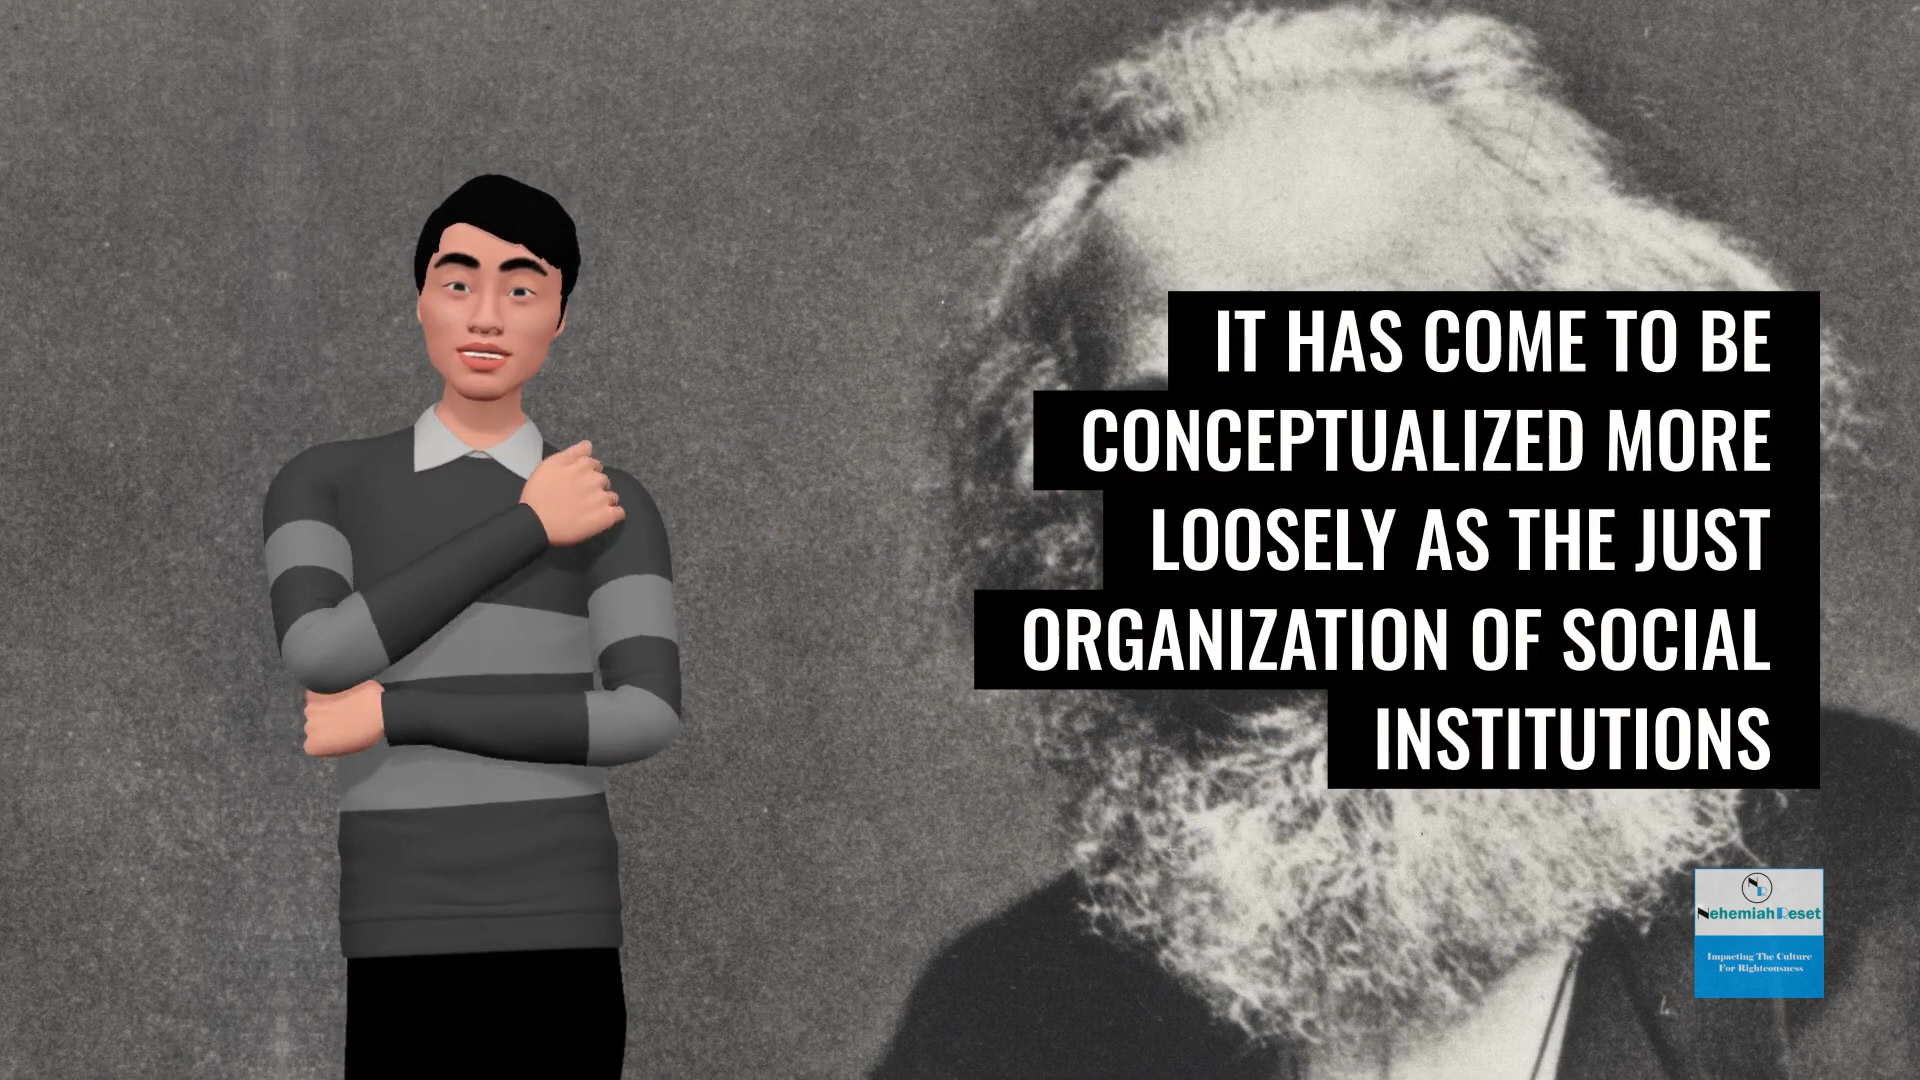 IT HAS COME TO BE
CONCEPTUALIZED MORE
LOOSELY AS THE JUST
ORGANIZATION OF SOCIAL
INSTITUTIONS
NR
NehemiahReset
Impacting The Culture
For Righteousness